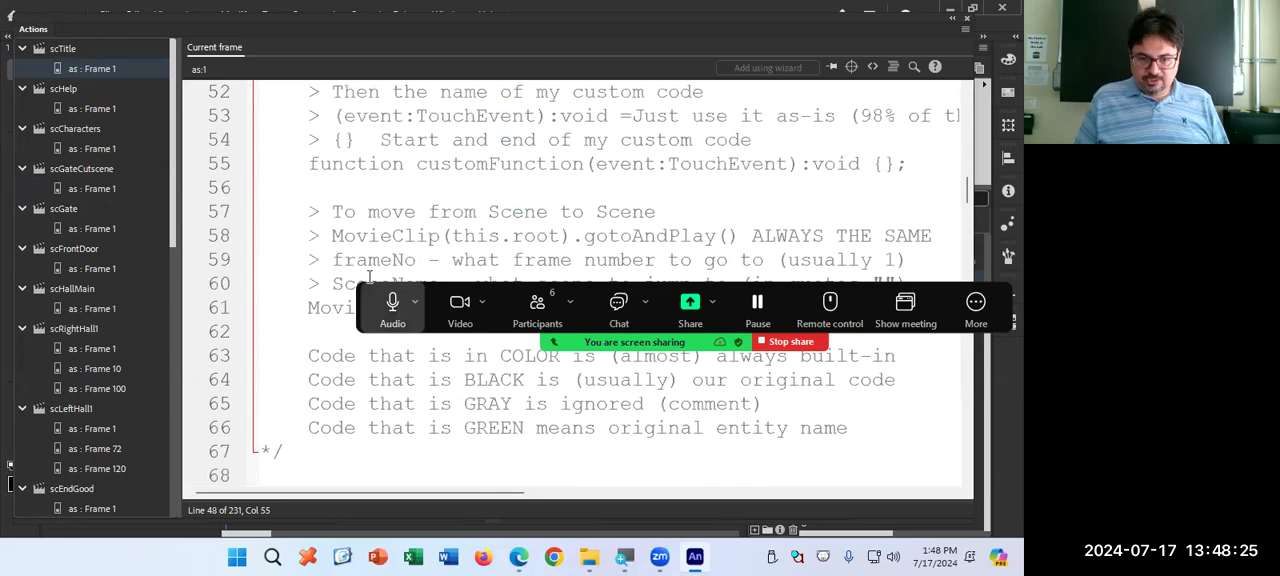 Actions
scTitle
as : Frame 1
scHelp
as : Frame 1
scCharacters
as : Frame 1
scGateCutscene
as : Frame 1
scGate
as : Frame 1
scFrontDoor
as : Frame 1
scHallMain
as : Frame 1
scRightHall1
as : Frame 1
as : Frame 10
as : Frame 100
scLeftHall1
as : Frame 1
as : Frame 72
as : Frame 120
scEndGood
as : Frame 1
Current frame
as:1
Add using wizard
52 > Then the name of my custom code
53 > (event:TouchEvent):void =Just use it as-is (98% of th
54 > {}  Start and end of my custom code
55 function customFunction(event:TouchEvent):void {};
56
57 > To move from Scene to Scene
58 > MovieClip(this.root).gotoAndPlay() ALWAYS THE SAME
59 > frameNo - what frame number to go to (usually 1)
60
61 Movi
62
63 Code that is in COLOR is (almost) always built-in
64 Code that is BLACK is (usually) our original code
65 Code that is GRAY is ignored (comment)
66 Code that is GREEN means original entity name
67 */
68
Line 48 of 231, Col 55
6
Audio Video Participants Chat Share Pause Remote control Show meeting More
You are screen sharing Stop share
1:48 PM
7/17/2024
2024-07-17 13:48:25